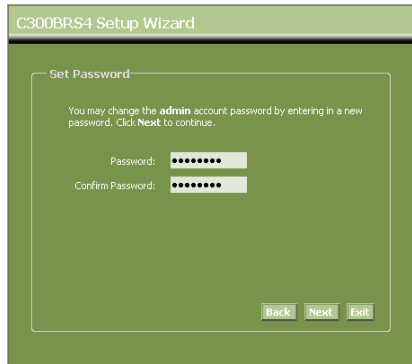 C300BRS4 Setup Wizard
Set Password
You may change the admin account password by entering in a new
password. Click Next to continue.
Password: ••••••••
Confirm Password: ••••••••
Back Next Exit